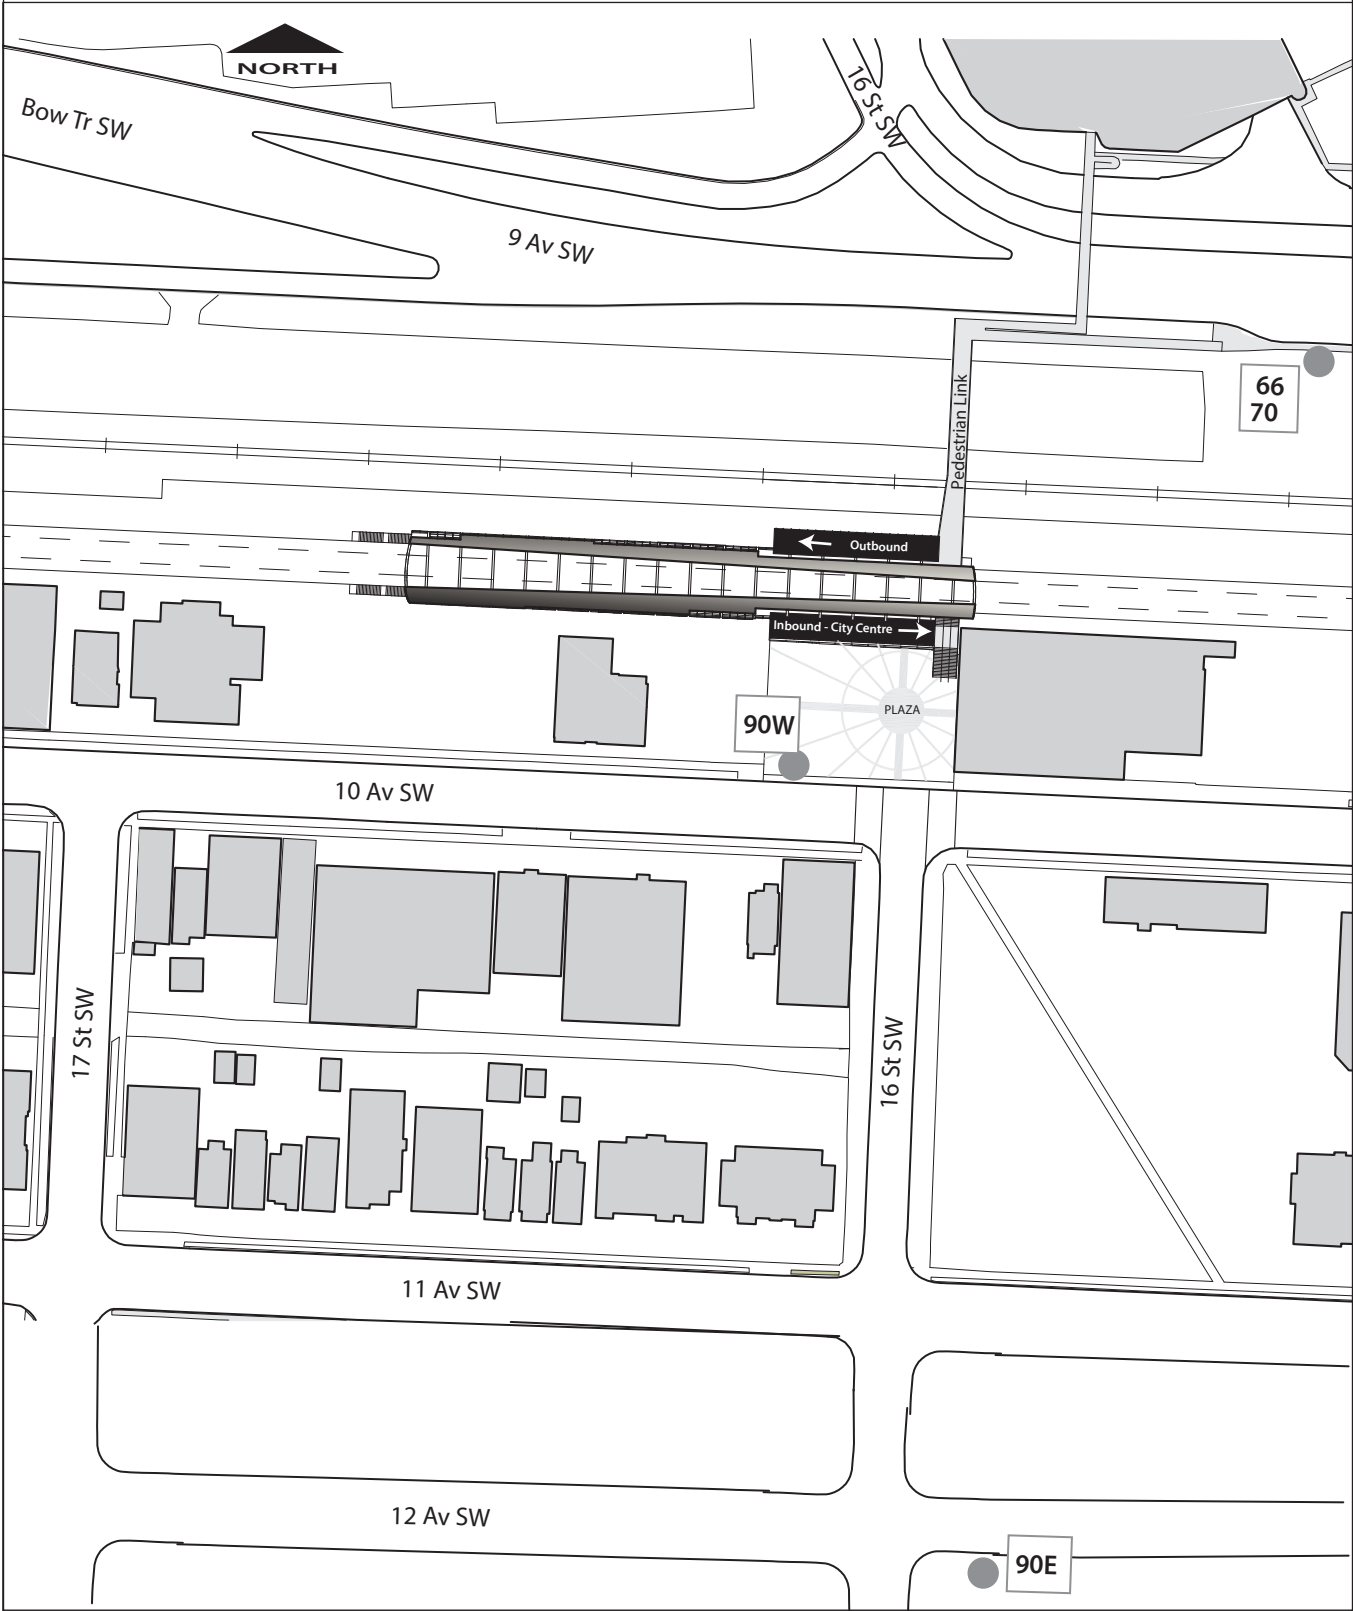 NORTH
16 St SW
Bow Tr SW
9 Av SW
66
70
Pedestrian Link
Outbound
Inbound - City Centre
PLAZA
90W
10 Av SW
17 St SW
16 St SW
11 Av SW
12 Av SW
90E